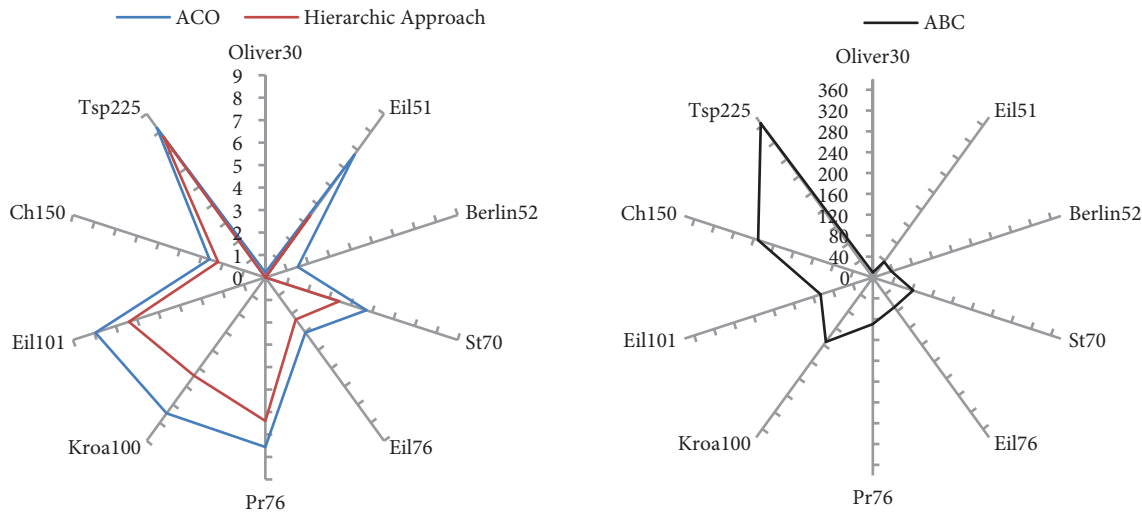 ACO
Hierarchic Approach
Oliver30
9
8
7
6
5
4
3
2
1
0
Eil51
Berlin52
St70
Eil76
Pr76
Kroa100
Eil101
Ch150
Tsp225
ABC
Oliver30
360
320
280
240
200
160
120
80
40
0
Eil51
Berlin52
St70
Eil76
Pr76
Kroa100
Eil101
Ch150
Tsp225